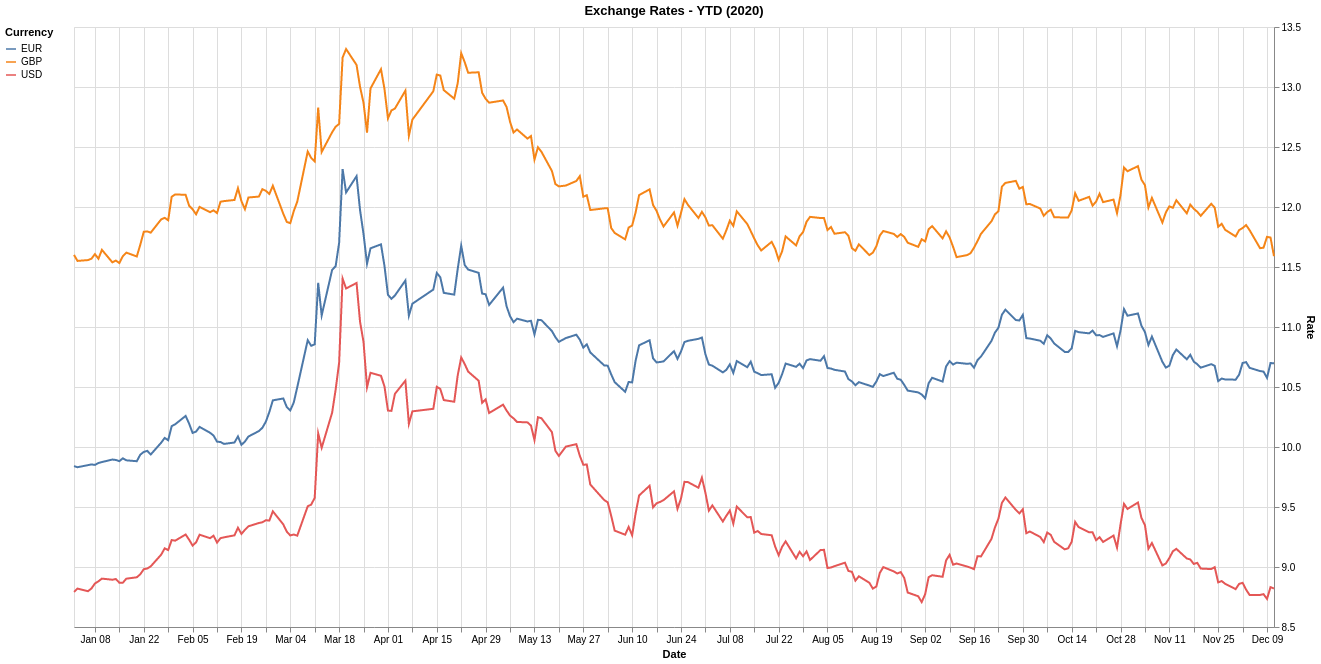 Exchange Rates - YTD (2020)
Currency
EUR
GBP
USD
13.5
13.0
12.5
12.0
11.5
11.0
10.5
10.0
9.5
9.0
8.5
Rate
Jan 08 Jan 22 Feb 05 Feb 19 Mar 04 Mar 18 Apr 01 Apr 15 Apr 29 May 13 May 27 Jun 10 Jun 24 Jul 08 Jul 22 Aug 05 Aug 19 Sep 02 Sep 16 Sep 30 Oct 14 Oct 28 Nov 11 Nov 25 Dec 09
Date